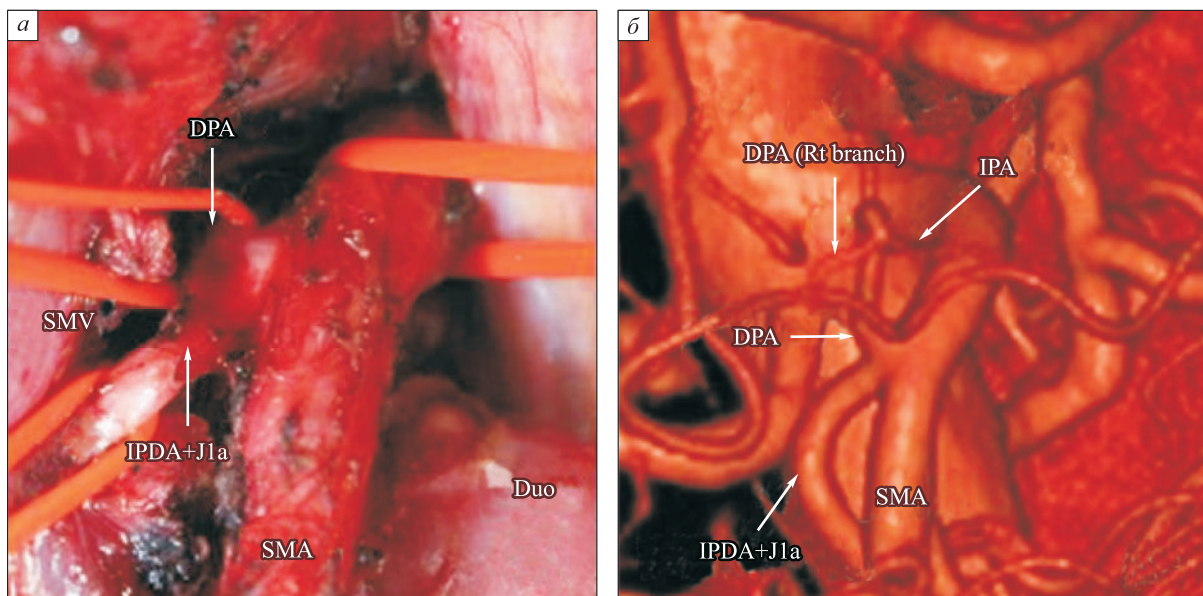 а
DPA
SMV
IPDA+J1a
Duo
SMA
б
DPA (Rt branch)
IPA
DPA
SMA
IPDA+J1a